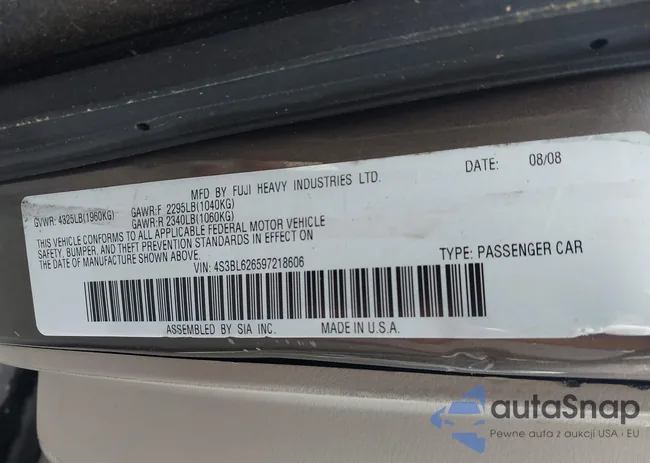 MFD BY FUJI HEAVY INDUSTRIES LTD. DATE: 08/08
GVWR: 4325LB(1960KG) GAWR:F 2295LB(1040KG)
GAWR:R 2340LB(1060KG)
THIS VEHICLE CONFORMS TO ALL APPLICABLE FEDERAL MOTOR VEHICLE
SAFETY, BUMPER, AND THEFT PREVENTION STANDARDS IN EFFECT ON
THE DATE OF MANUFACTURE SHOWN ABOVE.
VIN: 4S3BL626597218606 TYPE: PASSENGER CAR
ASSEMBLED BY SIA INC. MADE IN U.S.A.
autaSnap
Pewne auta z aukcji USA i EU